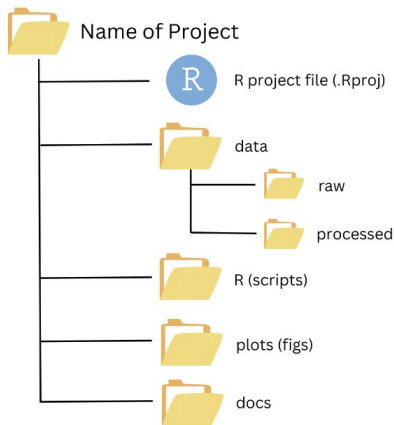 Name of Project
R
R project file (.Rproj)
data
raw
processed
R (scripts)
plots (figs)
docs